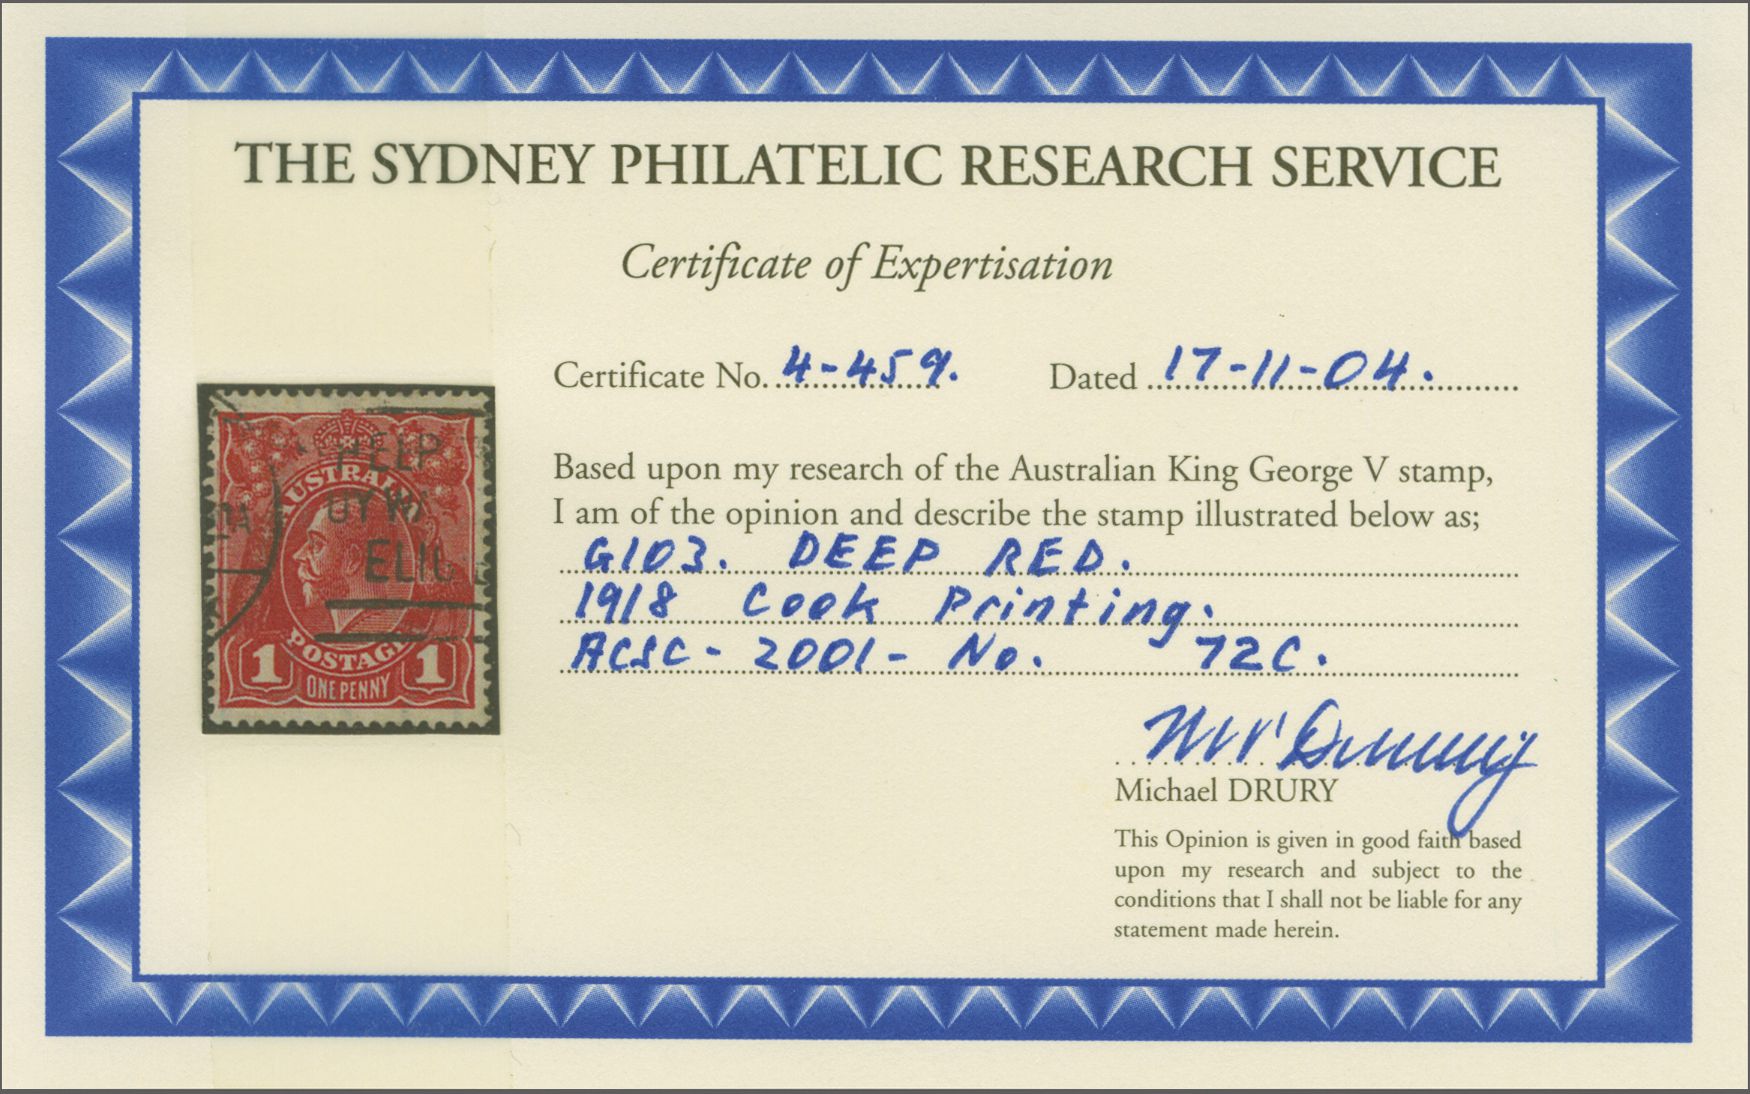 THE SYDNEY PHILATELIC RESEARCH SERVICE
Certificate of Expertisation
Certificate No. 4-459. Dated 17-11-04.
Based upon my research of the Australian King George V stamp,
I am of the opinion and describe the stamp illustrated below as;
G103. DEEP RED.
1918 Cook Printing.
ACSC - 2001 - No. 72C.
Michael DRURY
This Opinion is given in good faith based
upon my research and subject to the
conditions that I shall not be liable for any
statement made herein.
HELP
AUSTRALIA
POSTAGE
1 1
ONE PENNY